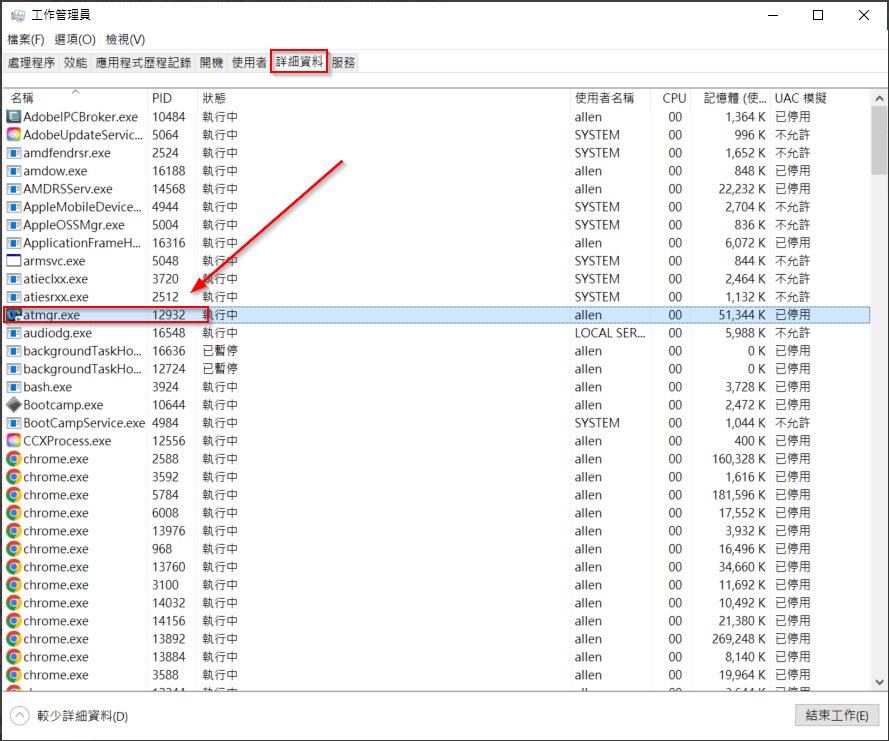 工作管理員
檔案(F) 選項(O) 檢視(V)
處理程序 效能 應用程式歷程記錄 開機 使用者 詳細資料 服務
名稱 PID 狀態 使用者名稱 CPU 記憶體 (使... UAC 模擬
AdobeIPCBroker.exe 10484 執行中 allen 00 1,364 K 已停用
AdobeUpdateServic... 5064 執行中 SYSTEM 00 996 K 不允許
amdfendrsr.exe 2524 執行中 SYSTEM 00 1,652 K 不允許
amdow.exe 16188 執行中 allen 00 848 K 已停用
AMDRSServ.exe 14568 執行中 allen 00 22,232 K 已停用
AppleMobileDevice... 4944 執行中 SYSTEM 00 2,704 K 不允許
AppleOSSMgr.exe 5004 執行中 SYSTEM 00 836 K 不允許
ApplicationFrameH... 16316 執行中 allen 00 6,072 K 已停用
armsvc.exe 5048 執行中 SYSTEM 00 844 K 不允許
atieclxx.exe 3720 執行中 SYSTEM 00 2,464 K 不允許
atiesrxx.exe 2512 執行中 SYSTEM 00 1,132 K 不允許
atmgr.exe 12932 執行中 allen 00 51,344 K 已停用
audiodg.exe 16548 執行中 LOCAL SER... 00 5,988 K 不允許
backgroundTaskHo... 16636 已暫停 allen 00 0 K 已停用
backgroundTaskHo... 12724 已暫停 allen 00 0 K 已停用
bash.exe 3924 執行中 allen 00 3,728 K 已停用
Bootcamp.exe 10644 執行中 allen 00 2,472 K 已停用
BootCampService.exe 4984 執行中 SYSTEM 00 1,044 K 不允許
CCXProcess.exe 12556 執行中 allen 00 400 K 已停用
chrome.exe 2588 執行中 allen 00 160,328 K 已停用
chrome.exe 3592 執行中 allen 00 1,616 K 已停用
chrome.exe 5784 執行中 allen 00 181,596 K 已停用
chrome.exe 6008 執行中 allen 00 17,552 K 已停用
chrome.exe 13976 執行中 allen 00 3,932 K 已停用
chrome.exe 968 執行中 allen 00 16,496 K 已停用
chrome.exe 13760 執行中 allen 00 34,660 K 已停用
chrome.exe 3100 執行中 allen 00 11,692 K 已停用
chrome.exe 14032 執行中 allen 00 10,492 K 已停用
chrome.exe 14156 執行中 allen 00 21,380 K 已停用
chrome.exe 13892 執行中 allen 00 269,248 K 已停用
chrome.exe 13884 執行中 allen 00 8,140 K 已停用
chrome.exe 3588 執行中 allen 00 19,964 K 已停用
較少詳細資料(D) 結束工作(E)